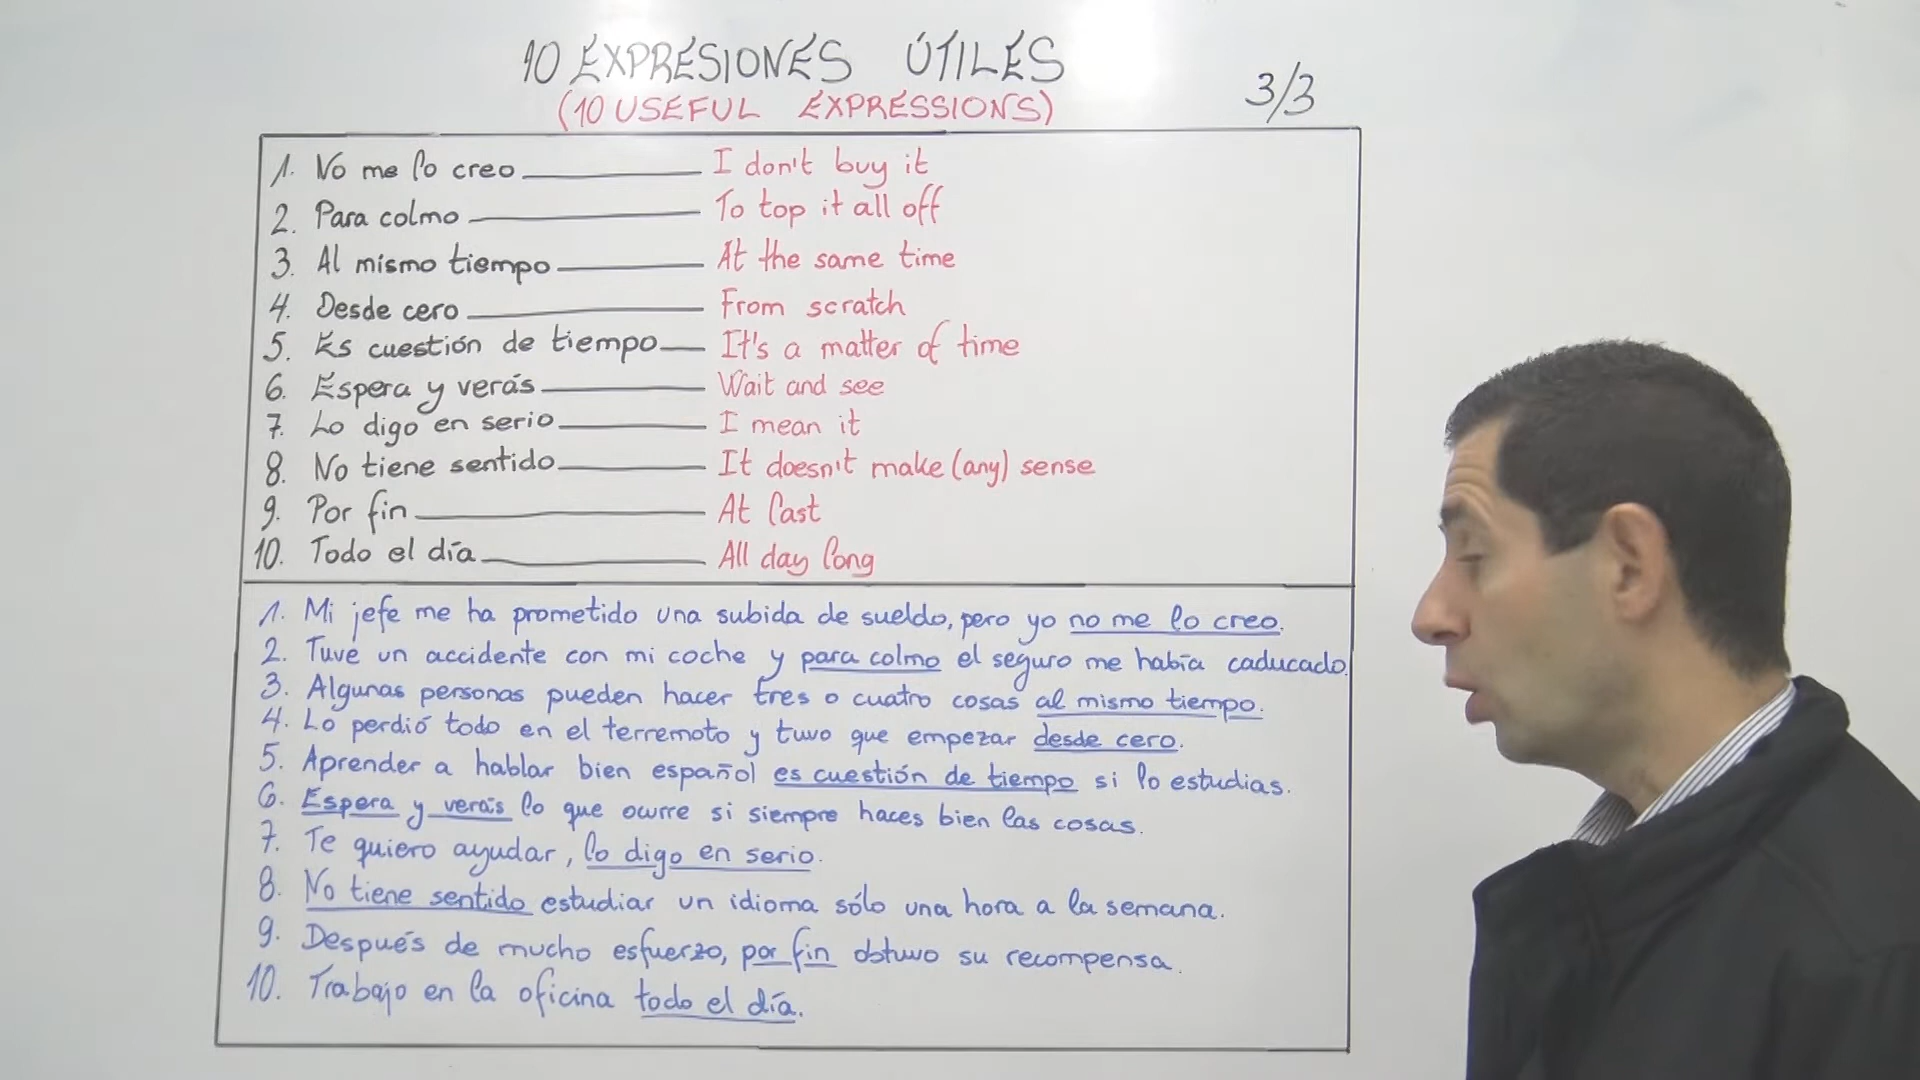 10 EXPRESIONES ÚTILES
(10 USEFUL EXPRESSIONS)
3/3
1. No me lo creo I don't buy it
2. Para colmo To top it all off
3. Al mismo tiempo At the same time
4. Desde cero From scratch
5. Es cuestión de tiempo It's a matter of time
6. Espera y verás Wait and see
7. Lo digo en serio I mean it
8. No tiene sentido It doesn't make (any) sense
9. Por fin At last
10. Todo el día All day long
1. Mi jefe me ha prometido una subida de sueldo, pero yo no me lo creo.
2. Tuve un accidente con mi coche y para colmo el seguro me había caducado.
3. Algunas personas pueden hacer tres o cuatro cosas al mismo tiempo.
4. Lo perdió todo en el terremoto y tuvo que empezar desde cero.
5. Aprender a hablar bien español es cuestión de tiempo si lo estudias.
6. Espera y verás lo que ocurre si siempre haces bien las cosas.
7. Te quiero ayudar, lo digo en serio.
8. No tiene sentido estudiar un idioma sólo una hora a la semana.
9. Después de mucho esfuerzo, por fin obtuvo su recompensa.
10. Trabajo en la oficina todo el día.